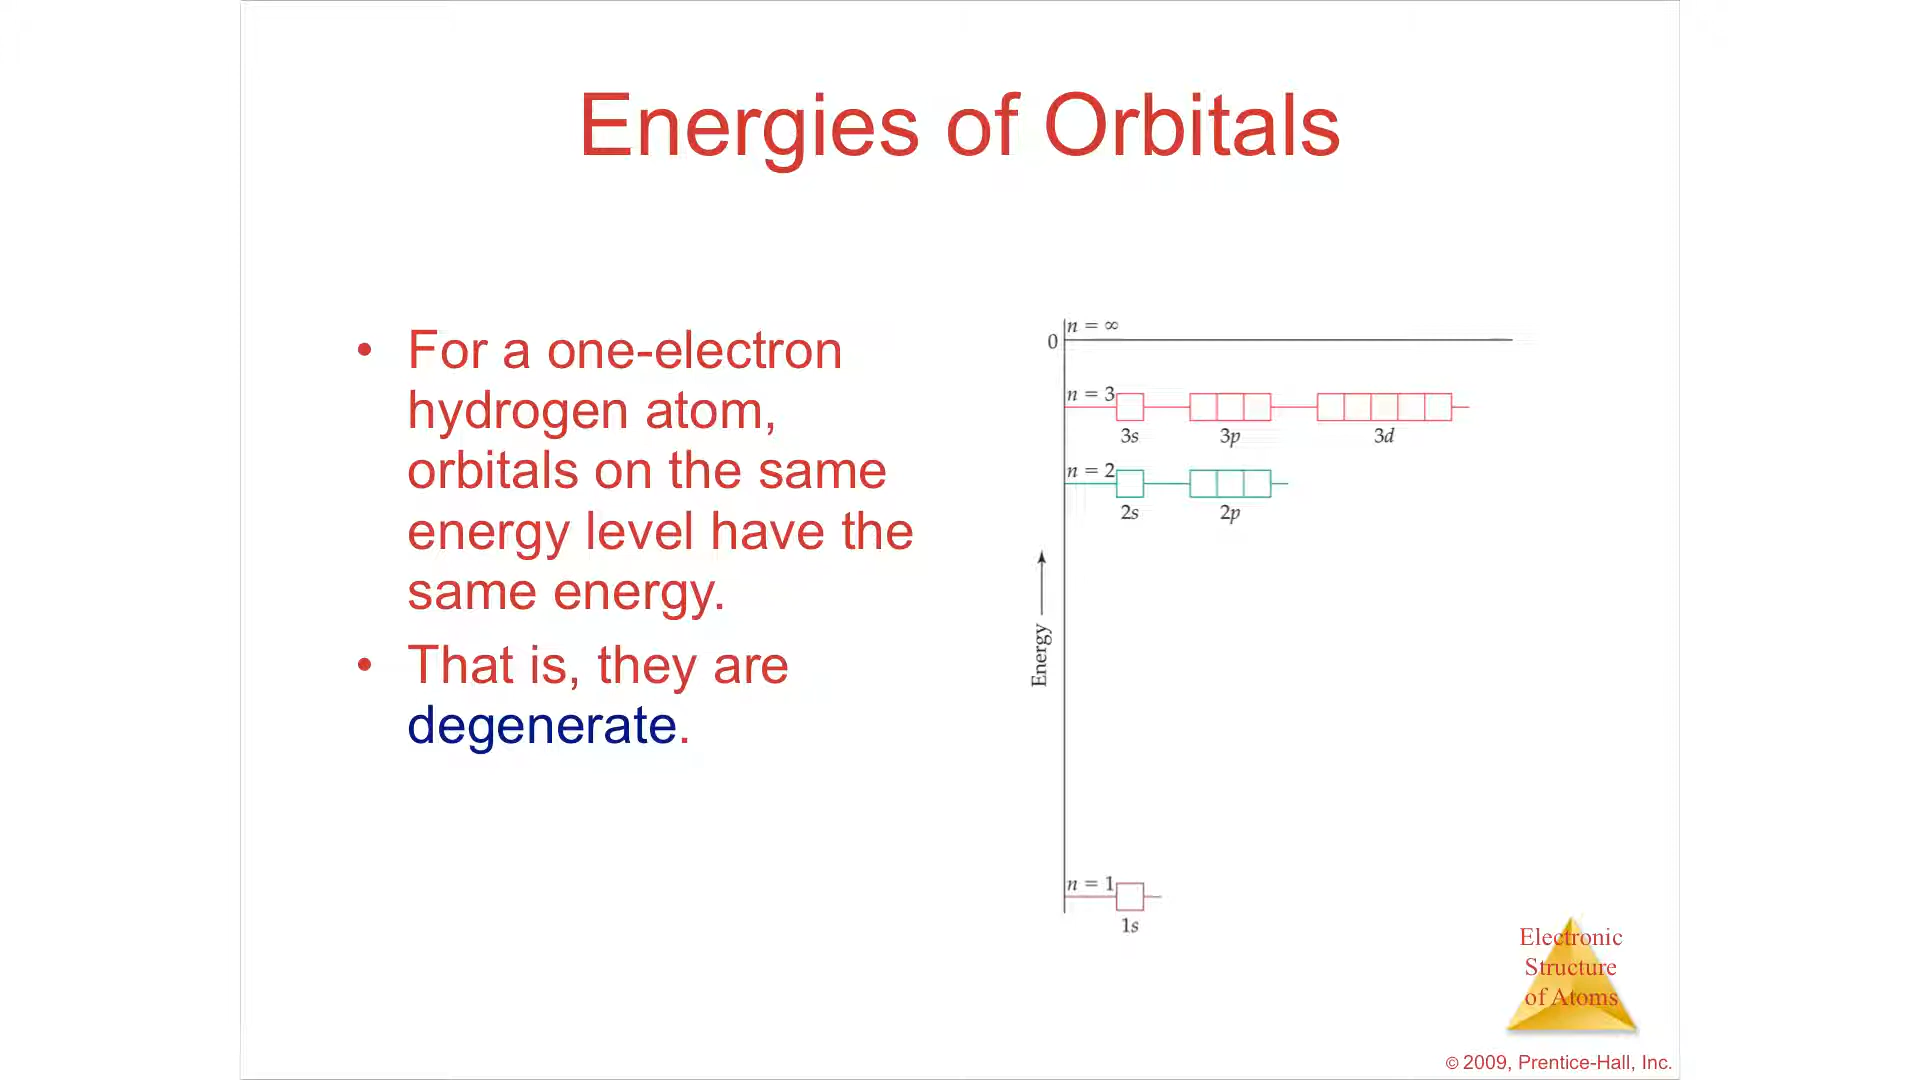 Energies of Orbitals
• For a one-electron
hydrogen atom,
orbitals on the same
energy level have the
same energy.
• That is, they are
degenerate.
n = ∞
0
n = 3
3s 3p 3d
n = 2
2s 2p
Energy
n = 1
1s
Electronic
Structure
of Atoms
© 2009, Prentice-Hall, Inc.